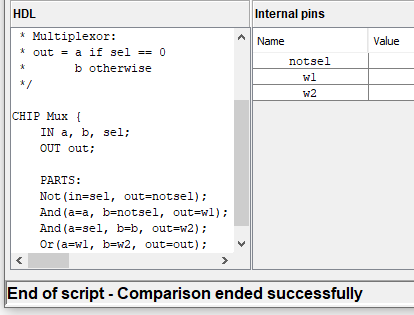 HDL
* Multiplexor:
* out = a if sel == 0
*       b otherwise
*/
CHIP Mux {
IN a, b, sel;
OUT out;
PARTS:
Not(in=sel, out=notsel);
And(a=a, b=notsel, out=w1);
And(a=sel, b=b, out=w2);
Or(a=w1, b=w2, out=out);
Internal pins
Name Value
notsel
w1
w2
End of script - Comparison ended successfully